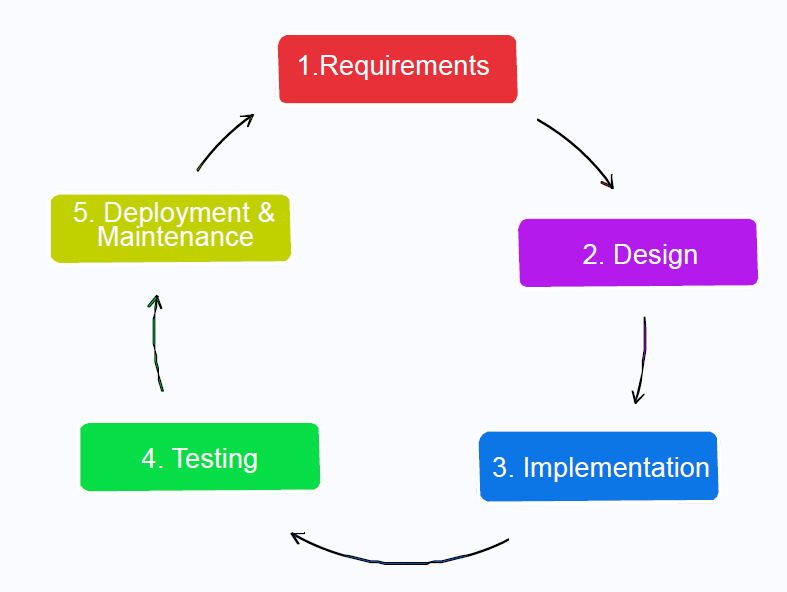 1.Requirements
2. Design
3. Implementation
4. Testing
5. Deployment &
Maintenance